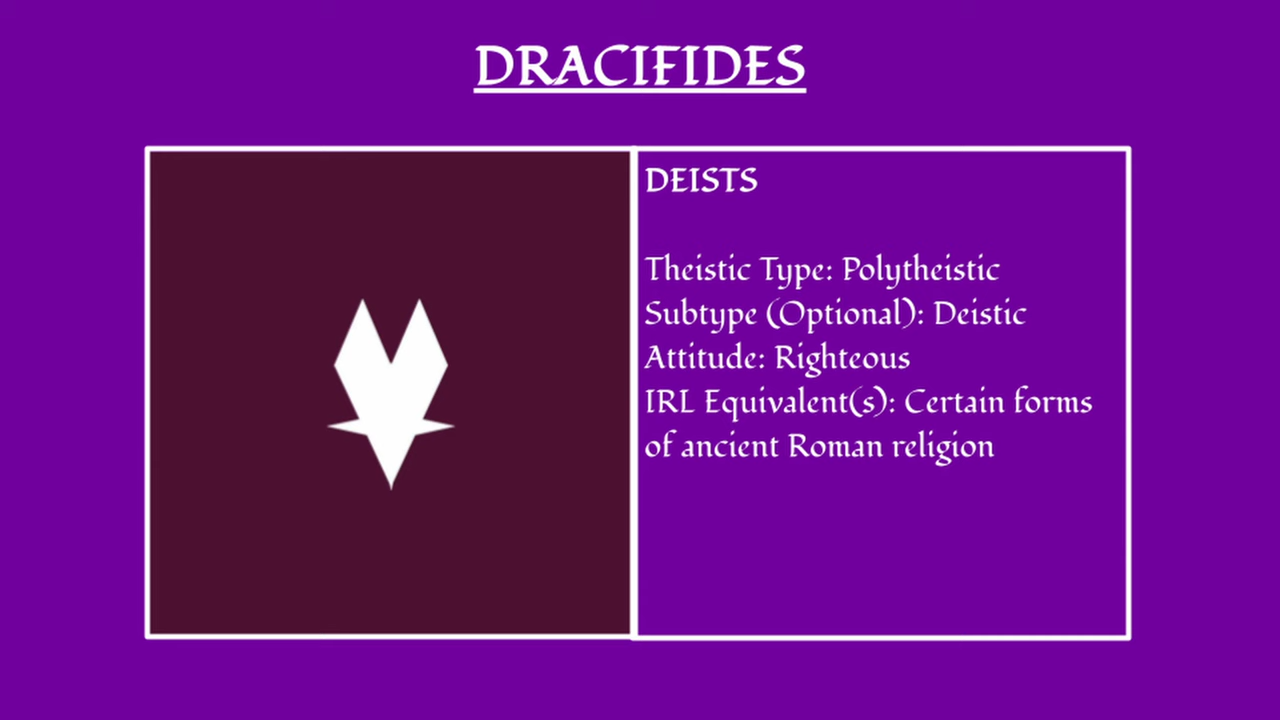 DRACIFIDES
DEISTS
Theistic Type: Polytheistic
Subtype (Optional): Deistic
Attitude: Righteous
IRL Equivalent(s): Certain forms
of ancient Roman religion